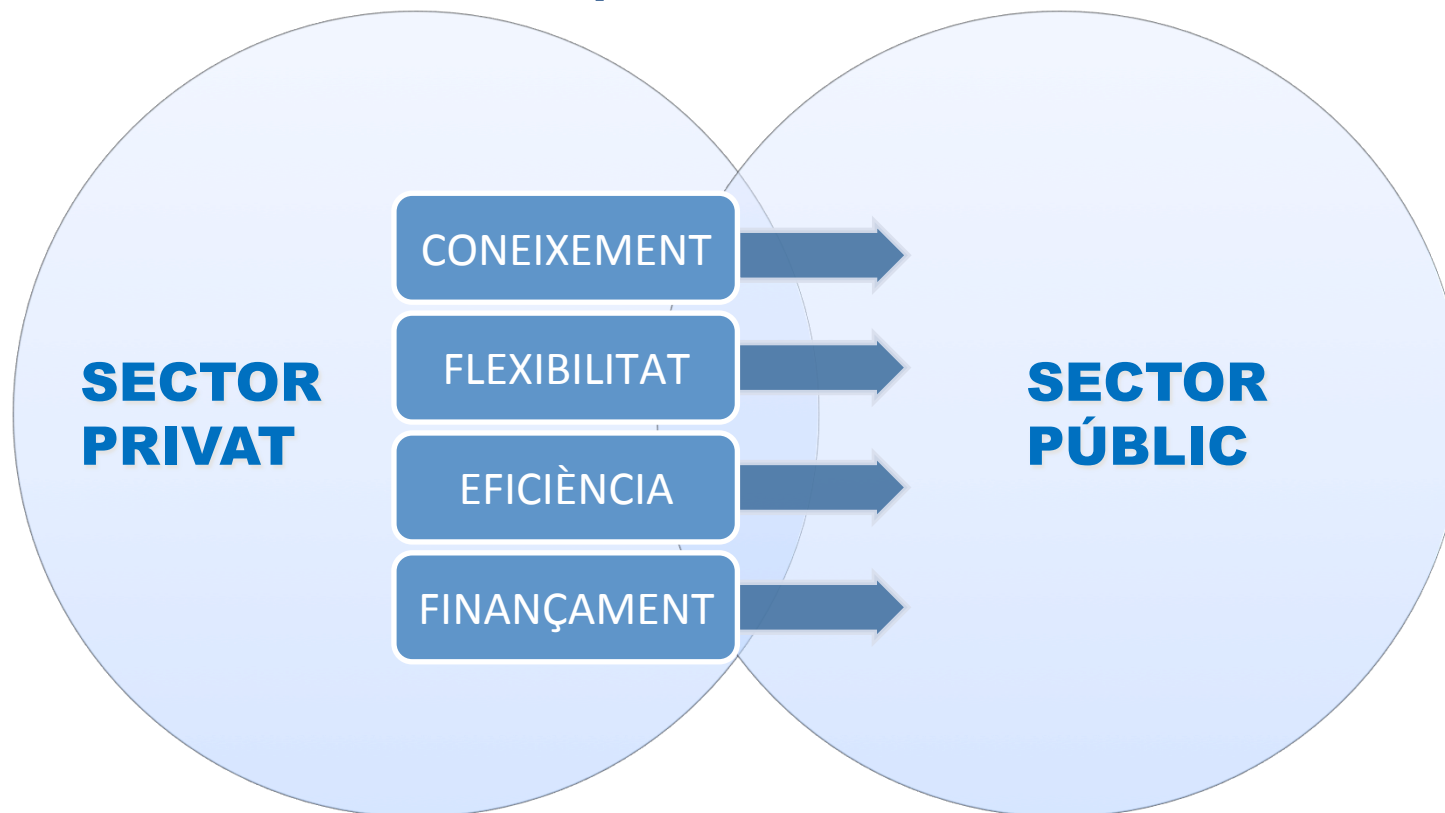 CONEIXEMENT
FLEXIBILITAT
SECTOR
PRIVAT
SECTOR
PÚBLIC
EFICIÈNCIA
FINANÇAMENT